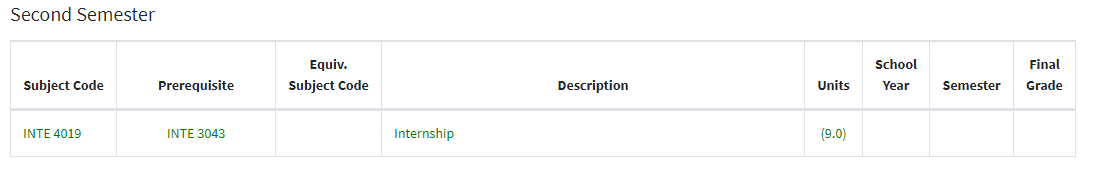 Second Semester
Subject Code Prerequisite Equiv. Subject Code Description Units School Year Semester Final Grade
INTE 4019 INTE 3043 Internship (9.0)